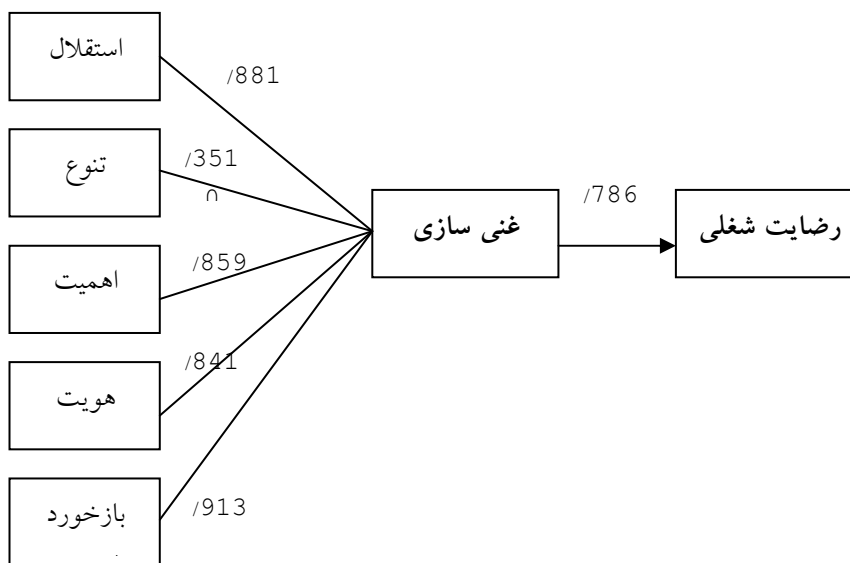 استقلال
/881
تنوع
/351
اهمیت
/859
هویت
/841
بازخورد
/913
غنی سازی
/786
رضایت شغلی